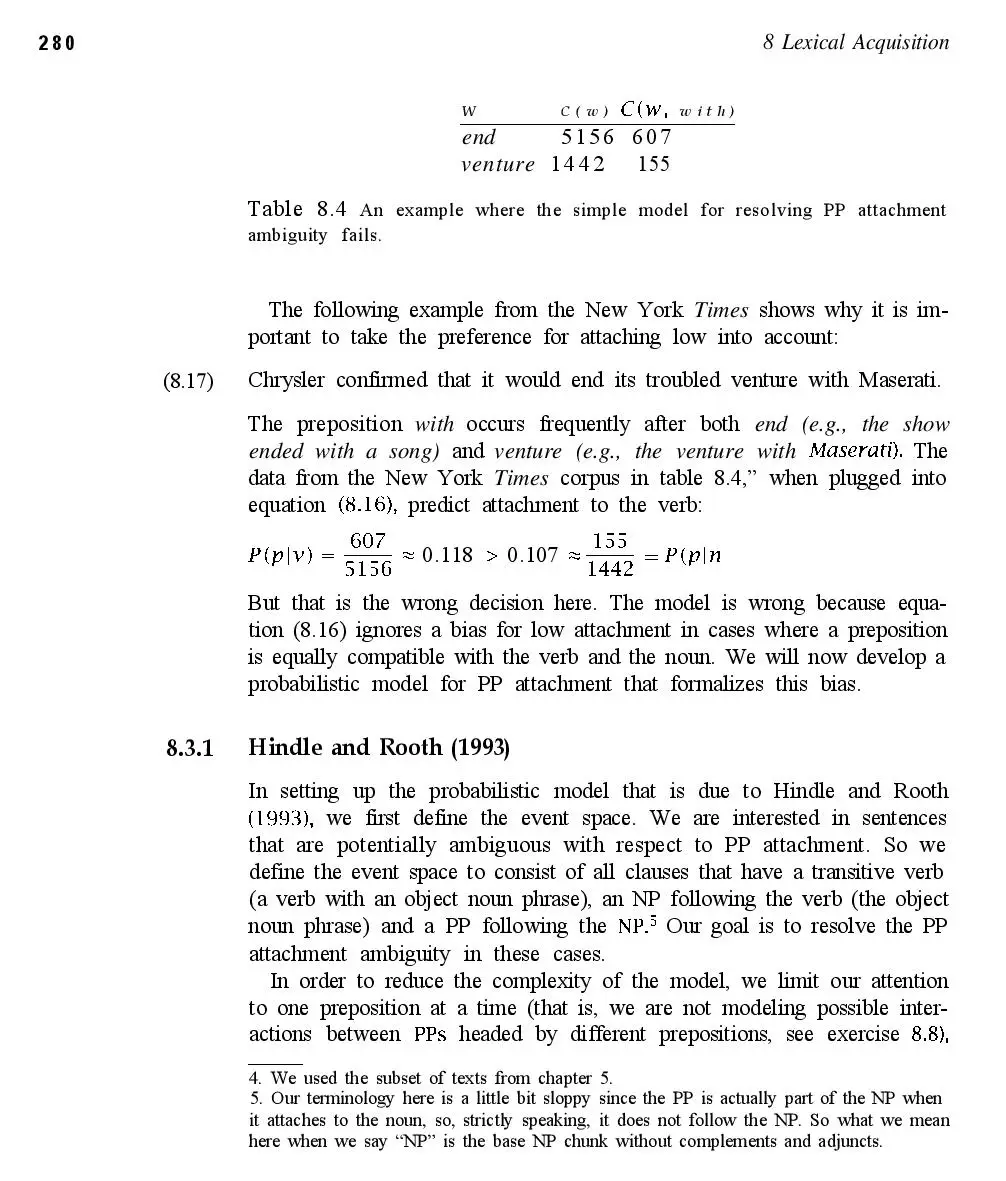 280
8 Lexical Acquisition
W C(w) C(w, with)
end 5156 607
venture 1442 155
Table 8.4 An example where the simple model for resolving PP attachment
ambiguity fails.
The following example from the New York Times shows why it is im-
portant to take the preference for attaching low into account:
(8.17) Chrysler confirmed that it would end its troubled venture with Maserati.
The preposition with occurs frequently after both end (e.g., the show
ended with a song) and venture (e.g., the venture with Maserati). The
data from the New York Times corpus in table 8.4,” when plugged into
equation (8.16), predict attachment to the verb:
P(p|v) = 607/5156 ≈ 0.118 > 0.107 ≈ 155/1442 = P(p|n
But that is the wrong decision here. The model is wrong because equa-
tion (8.16) ignores a bias for low attachment in cases where a preposition
is equally compatible with the verb and the noun. We will now develop a
probabilistic model for PP attachment that formalizes this bias.
8.3.1 Hindle and Rooth (1993)
In setting up the probabilistic model that is due to Hindle and Rooth
(1993), we first define the event space. We are interested in sentences
that are potentially ambiguous with respect to PP attachment. So we
define the event space to consist of all clauses that have a transitive verb
(a verb with an object noun phrase), an NP following the verb (the object
noun phrase) and a PP following the NP.⁵ Our goal is to resolve the PP
attachment ambiguity in these cases.
In order to reduce the complexity of the model, we limit our attention
to one preposition at a time (that is, we are not modeling possible inter-
actions between PPs headed by different prepositions, see exercise 8.8),
4. We used the subset of texts from chapter 5.
5. Our terminology here is a little bit sloppy since the PP is actually part of the NP when
it attaches to the noun, so, strictly speaking, it does not follow the NP. So what we mean
here when we say “NP” is the base NP chunk without complements and adjuncts.